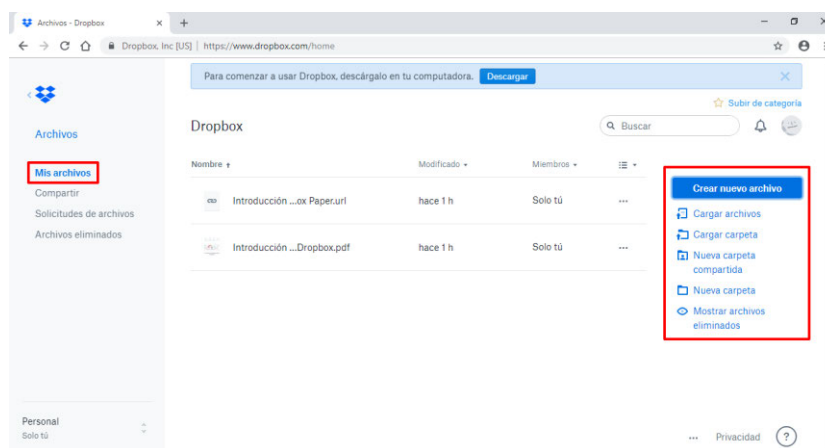 Archivos - Dropbox
Dropbox, Inc [US] | https://www.dropbox.com/home
Para comenzar a usar Dropbox, descárgalo en tu computadora. Descargar
Subir de categoría
Dropbox
Buscar
Archivos
Mis archivos
Compartir
Solicitudes de archivos
Archivos eliminados
Nombre Modificado Miembros
Introducción ...ox Paper.url hace 1 h Solo tú
Introducción ...Dropbox.pdf hace 1 h Solo tú
Crear nuevo archivo
Cargar archivos
Cargar carpeta
Nueva carpeta
compartida
Nueva carpeta
Mostrar archivos
eliminados
Personal
Solo tú
Privacidad